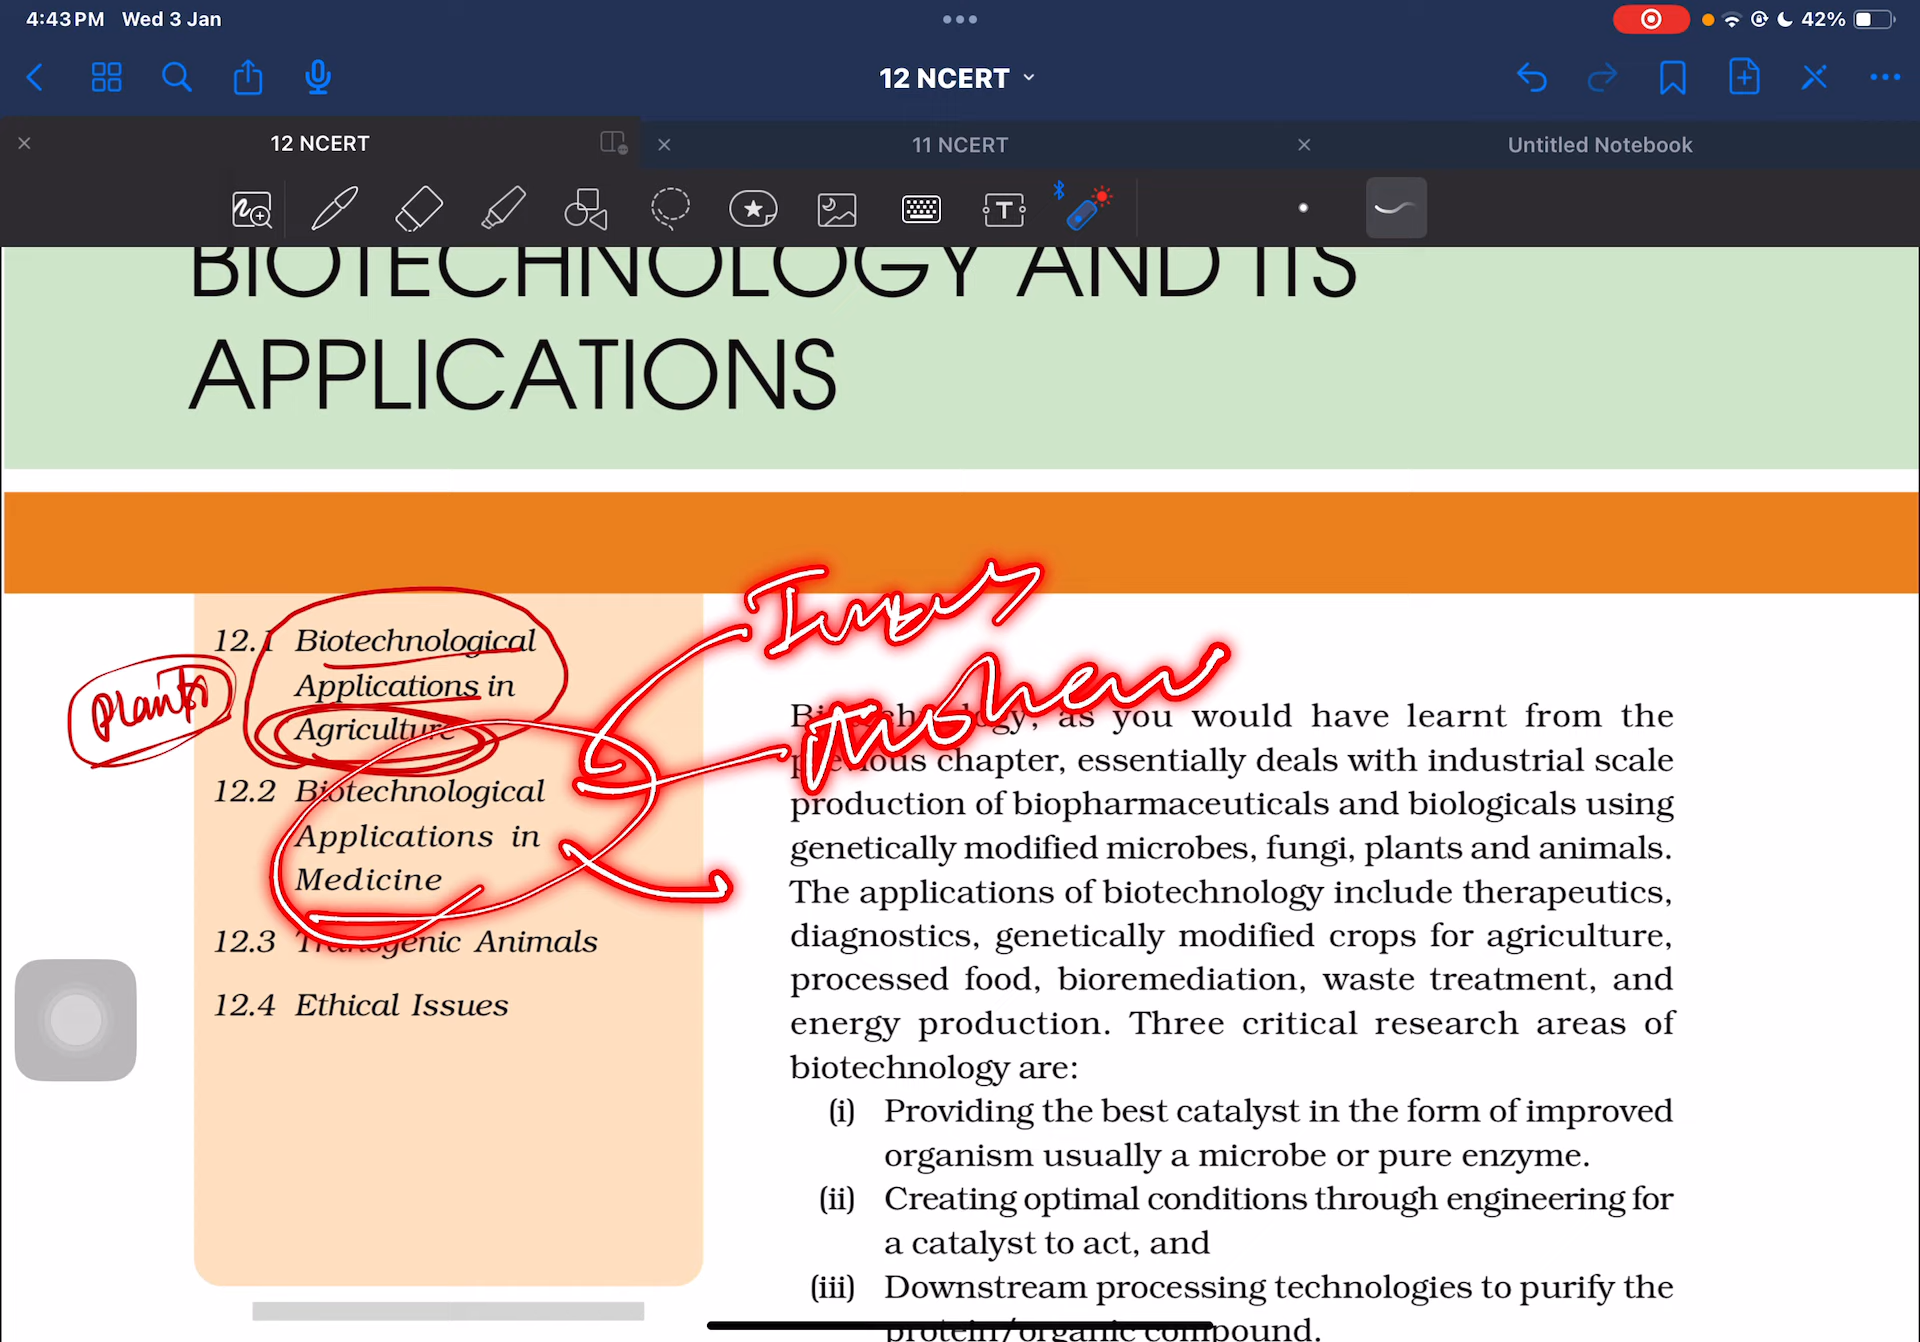 4:43 PM Wed 3 Jan
42%
12 NCERT
12 NCERT
11 NCERT
Untitled Notebook
BIOTECHNOLOGY AND ITS
APPLICATIONS
12.1 Biotechnological
Applications in
Agriculture
Plants
12.2 Biotechnological
Applications in
Medicine
12.3 Transgenic Animals
12.4 Ethical Issues
Biotechnology, as you would have learnt from the
previous chapter, essentially deals with industrial scale
production of biopharmaceuticals and biologicals using
genetically modified microbes, fungi, plants and animals.
The applications of biotechnology include therapeutics,
diagnostics, genetically modified crops for agriculture,
processed food, bioremediation, waste treatment, and
energy production. Three critical research areas of
biotechnology are:
(i) Providing the best catalyst in the form of improved
organism usually a microbe or pure enzyme.
(ii) Creating optimal conditions through engineering for
a catalyst to act, and
(iii) Downstream processing technologies to purify the
protein/organic compound.